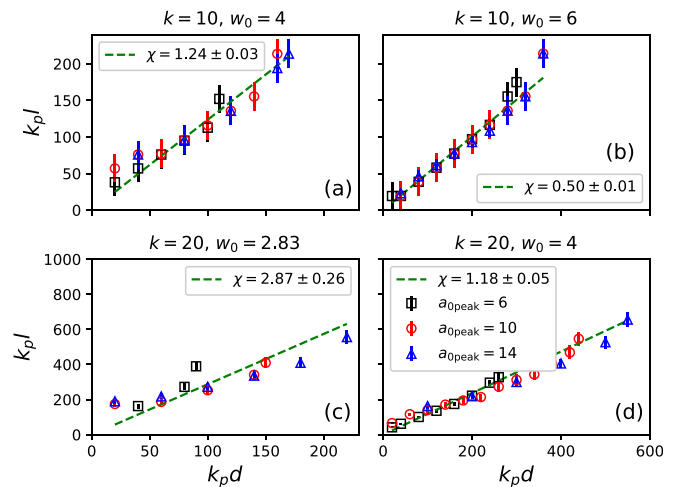 k = 10, w₀ = 4
k = 10, w₀ = 6
200
150
100
50
0
kₚl
χ = 1.24 ± 0.03
(a)
0
100
200
(b)
χ = 0.50 ± 0.01
k = 20, w₀ = 2.83
k = 20, w₀ = 4
1000
800
600
400
200
0
kₚl
χ = 2.87 ± 0.26
(c)
0
50
100
150
200
kₚd
χ = 1.18 ± 0.05
a₀peak = 6
a₀peak = 10
a₀peak = 14
(d)
0
200
400
600
kₚd